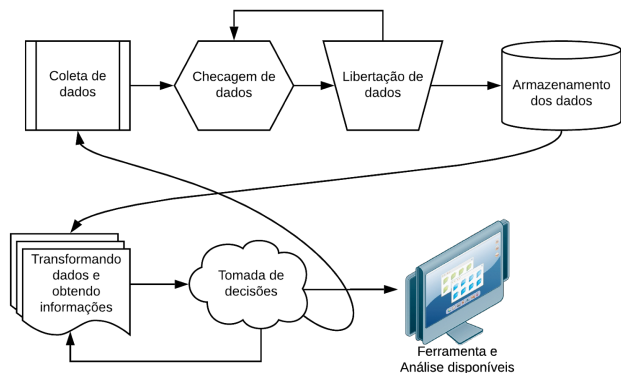 Coleta de
dados
Checagem de
dados
Libertação de
dados
Armazenamento
dos dados
Transformando
dados e
obtendo
informações
Tomada de
decisões
Ferramenta e
Análise disponíveis